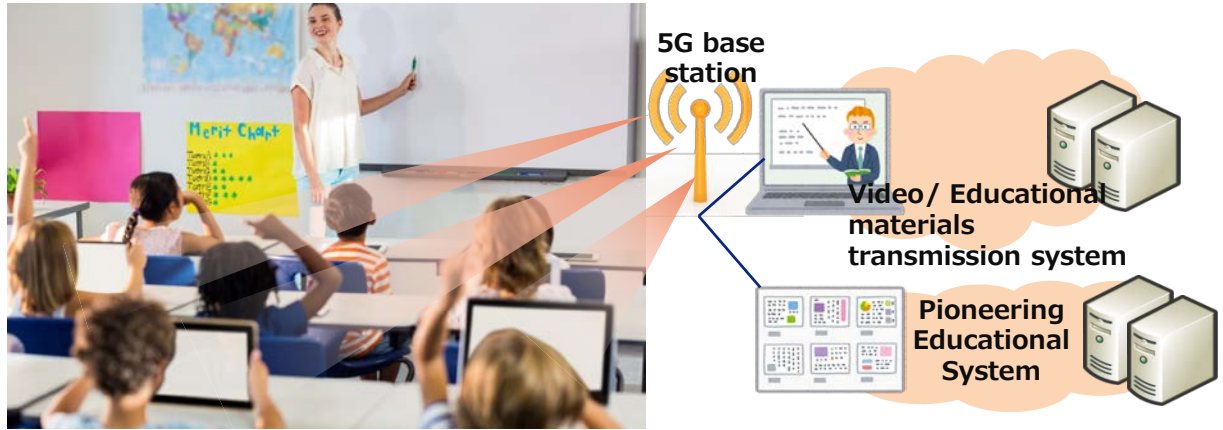 Merit Chart
5G base
station
Video/ Educational
materials
transmission system
Pioneering
Educational
System